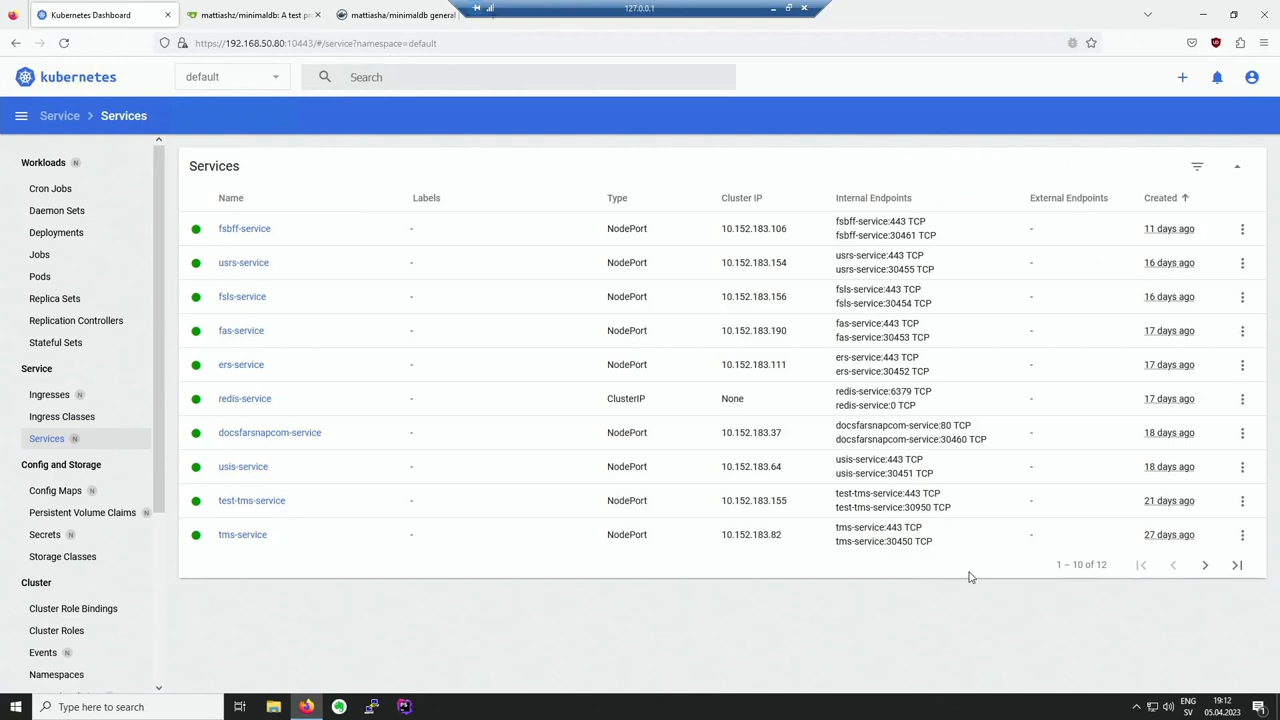 127.0.0.1
Kubernetes Dashboard
mattiashz/minimaldb: A test pr
mattiasha/minimaldb general
https://192.168.50.80:10443/#/service?namespace=default
kubernetes
default
Search
Service
Services
Workloads N
Cron Jobs
Daemon Sets
Deployments
Jobs
Pods
Replica Sets
Replication Controllers
Stateful Sets
Service
Ingresses N
Ingress Classes
Services N
Config and Storage
Config Maps N
Persistent Volume Claims N
Secrets N
Storage Classes
Cluster
Cluster Role Bindings
Cluster Roles
Events N
Namespaces
Services
Name Labels Type Cluster IP Internal Endpoints External Endpoints Created
fsbff-service - NodePort 10.152.183.106 fsbff-service:443 TCP - 11 days ago
fsbff-service:30461 TCP
usrs-service - NodePort 10.152.183.154 usrs-service:443 TCP - 16 days ago
usrs-service:30455 TCP
fsls-service - NodePort 10.152.183.156 fsls-service:443 TCP - 16 days ago
fsls-service:30454 TCP
fas-service - NodePort 10.152.183.190 fas-service:443 TCP - 17 days ago
fas-service:30453 TCP
ers-service - NodePort 10.152.183.111 ers-service:443 TCP - 17 days ago
ers-service:30452 TCP
redis-service - ClusterIP None redis-service:6379 TCP - 17 days ago
redis-service:0 TCP
docsfarsnapcom-service - NodePort 10.152.183.37 docsfarsnapcom-service:80 TCP - 18 days ago
docsfarsnapcom-service:30460 TCP
usis-service - NodePort 10.152.183.64 usis-service:443 TCP - 18 days ago
usis-service:30451 TCP
test-tms-service - NodePort 10.152.183.155 test-tms-service:443 TCP - 21 days ago
test-tms-service:30950 TCP
tms-service - NodePort 10.152.183.82 tms-service:443 TCP - 27 days ago
tms-service:30450 TCP
1 – 10 of 12
Type here to search
PS
ENG
SV
19:12
05.04.2023
1